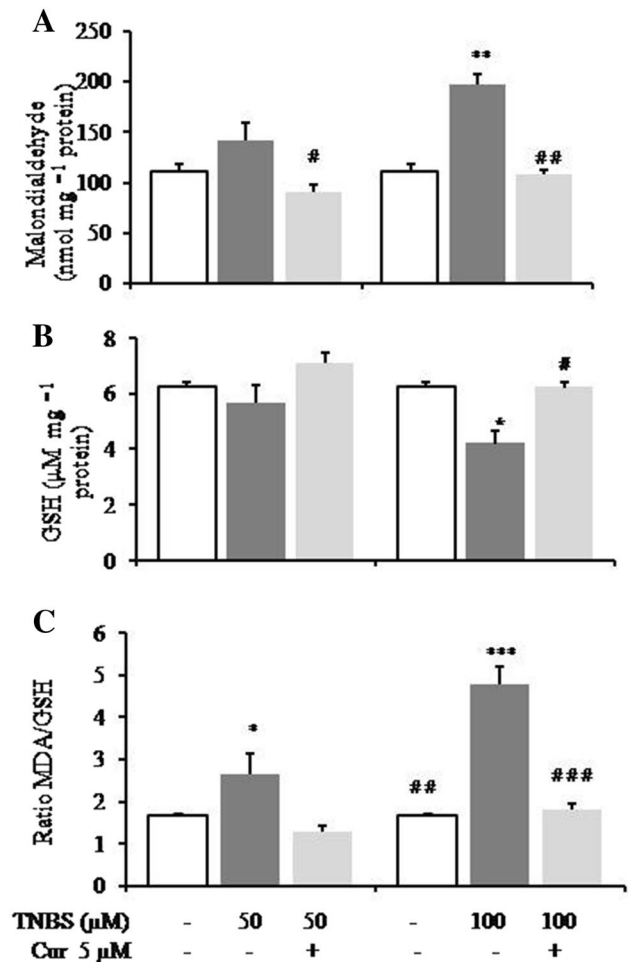 A
Malondialdehyde
(nmol mg ⁻¹ protein)
250
200
150
100
50
0
#
**
##
B
GSH (µM mg ⁻¹
protein)
8
6
4
2
0
*
#
C
Ratio MDA/GSH
6
5
4
3
2
1
0
*
##
***
###
TNBS (µM) - 50 50 - 100 100
Cur 5 µM - - + - - +